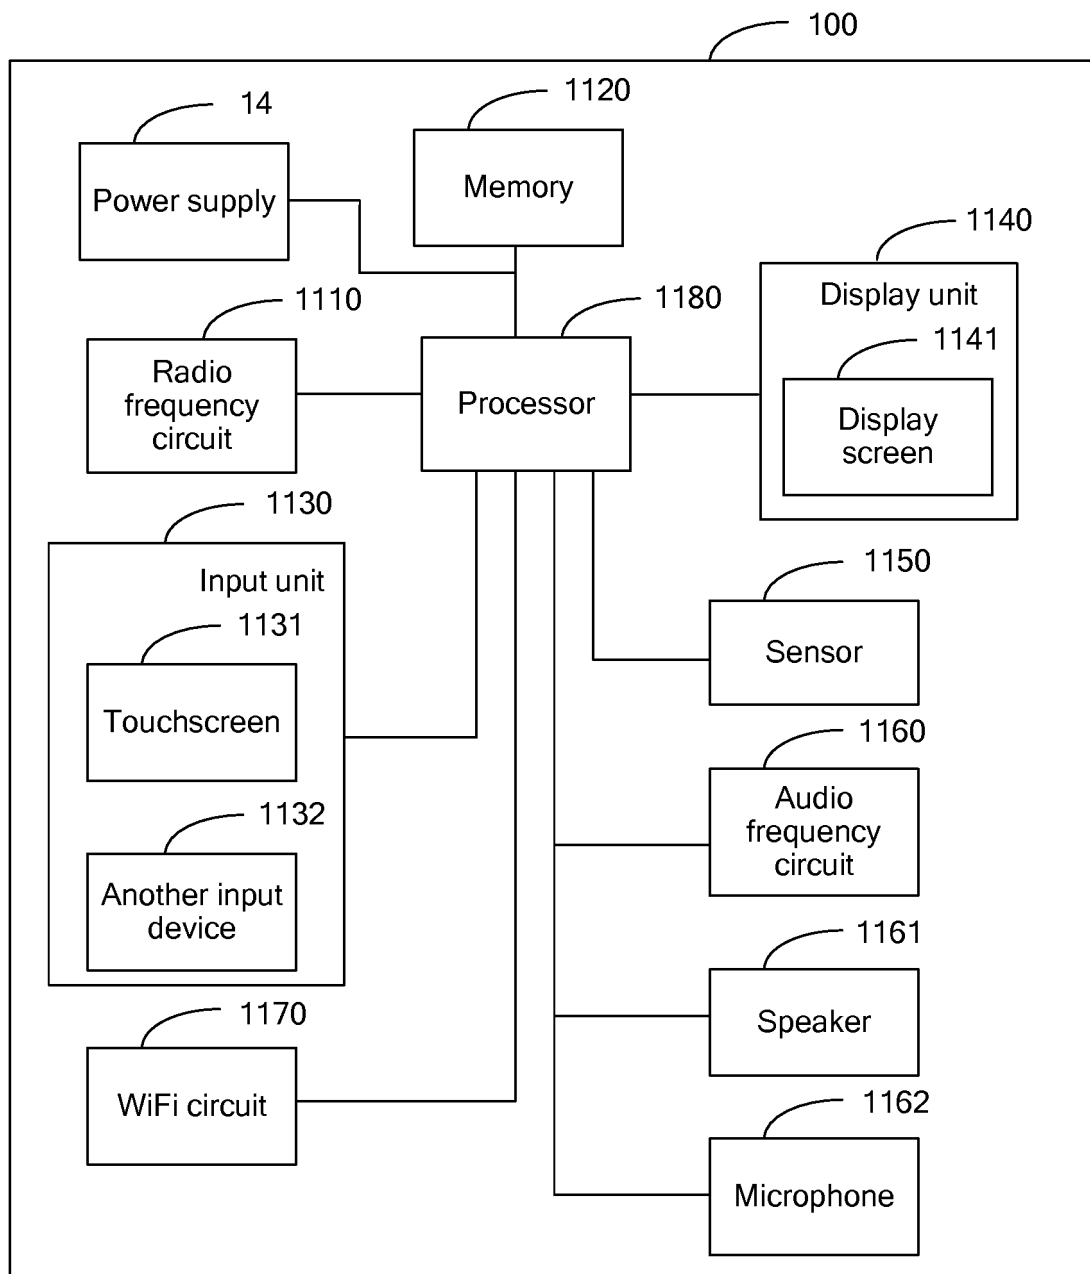 100
14
1120
Power supply
Memory
1140
1110
1180
Display unit
1141
Radio
frequency
circuit
Processor
Display
screen
1130
Input unit
1150
1131
Sensor
Touchscreen
1160
Audio
frequency
circuit
1132
Another input
device
1161
1170
Speaker
WiFi circuit
1162
Microphone